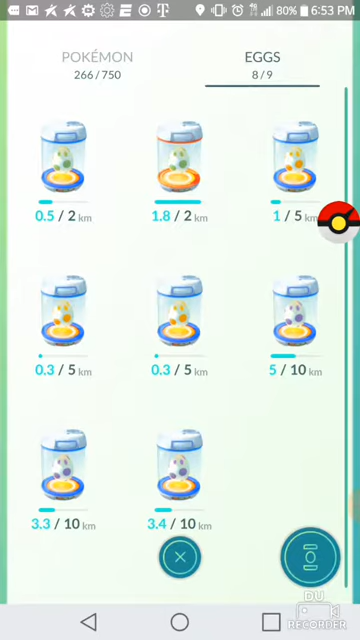 80% 6:53 PM
POKÉMON
266 / 750
EGGS
8 / 9
0.5 / 2 km
1.8 / 2 km
1 / 5 km
0.3 / 5 km
0.3 / 5 km
5 / 10 km
3.3 / 10 km
3.4 / 10 km
DU
RECORDER